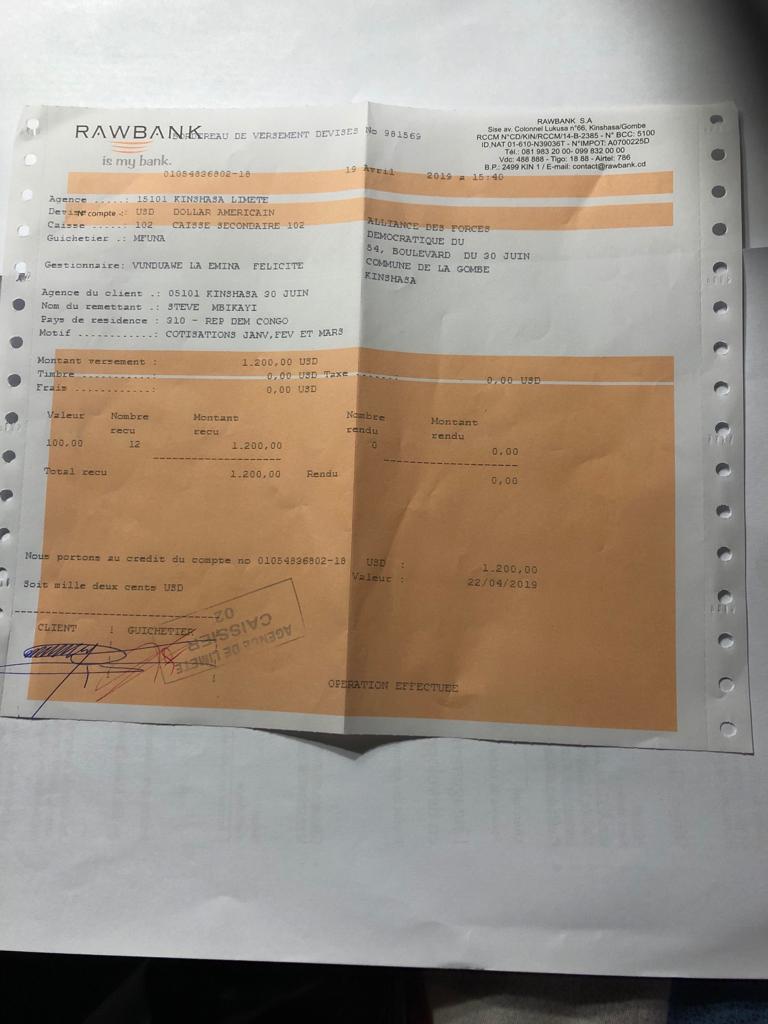 RAWBANK
is my bank.
BORDEREAU DE VERSEMENT DEVISES No 981569
RAWBANK S.A
Sise av. Colonnel Lukusa n°66, Kinshasa/Gombe
RCCM N°CD/KIN/RCCM/14-B-2385 - N° BCC: 5100
ID,NAT 01-610-N39036T - N°IMPOT: A0700225D
Tél.: 081 983 20 00- 099 832 00 00
Vdc: 488 888 - Tigo: 18 88 - Airtel: 786
B.P.: 2499 KIN 1 / E-mail: contact@rawbank.cd
01054836802-18 19 Avril 2019 a 15:40
Agence .....: 15101 KINSHASA LIMETE
N° compte .: USD DOLLAR AMERICAIN
Caisse .....: 102 CAISSE SECONDAIRE 102
Guichetier .: MFUNA
ALLIANCE DES FORCES
DEMOCRATIQUE DU
54, BOULEVARD DU 30 JUIN
COMMUNE DE LA GOMBE
KINSHASA
Gestionnaire: VUNDUAWE LA EMINA FELICITE
Agence du client .: 05101 KINSHASA 30 JUIN
Nom du remettant .: STEVE MBIKAYI
Pays de residence : 310 - REP DEM CONGO
Motif ............: COTISATIONS JANV,FEV ET MARS
Montant versement : 1.200,00 USD
Timbre ...........: 0,00 USD Taxe ......: 0,00 USD
Frais ............: 0,00 USD
Valeur Nombre Montant Nombre Montant
recu recu rendu rendu
100,00 12 1.200,00 0 0,00
Total recu 1.200,00 Rendu 0,00
Nous portons au credit du compte no 01054836802-18 USD : 1.200,00
Valeur : 22/04/2019
Soit mille deux cents USD
CLIENT ! GUICHETIER
AGENCE DE LIMETE
CAISSIER
02
OPERATION EFFECTUEE